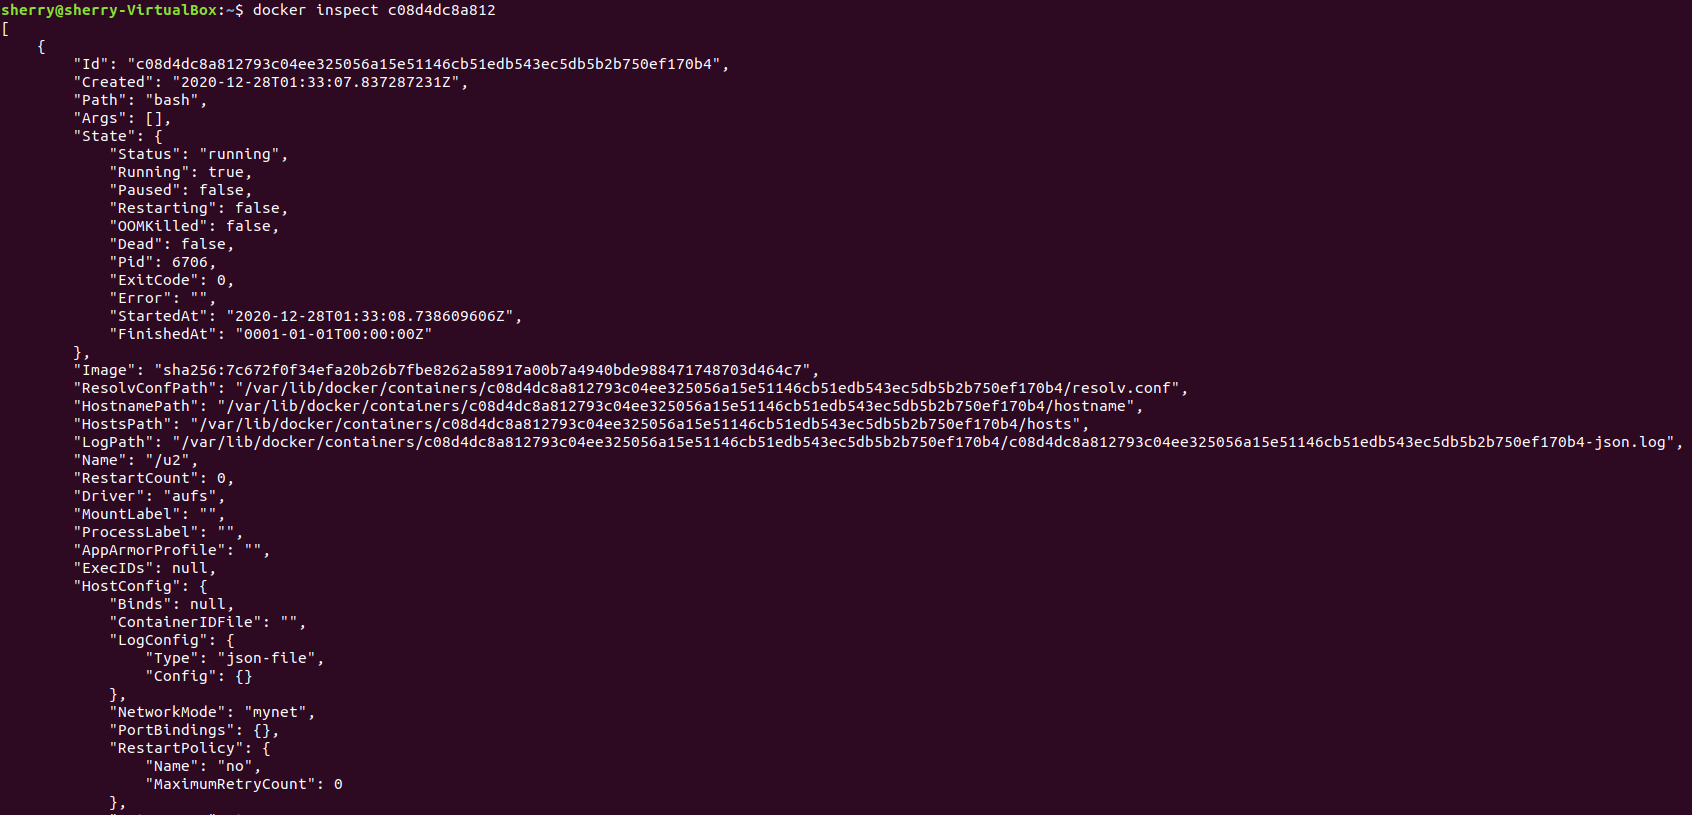 sherry@sherry-VirtualBox:~$ docker inspect c08d4dc8a812
[
    {
        "Id": "c08d4dc8a812793c04ee325056a15e51146cb51edb543ec5db5b2b750ef170b4",
        "Created": "2020-12-28T01:33:07.837287231Z",
        "Path": "bash",
        "Args": [],
        "State": {
            "Status": "running",
            "Running": true,
            "Paused": false,
            "Restarting": false,
            "OOMKilled": false,
            "Dead": false,
            "Pid": 6706,
            "ExitCode": 0,
            "Error": "",
            "StartedAt": "2020-12-28T01:33:08.738609606Z",
            "FinishedAt": "0001-01-01T00:00:00Z"
        },
        "Image": "sha256:7c672f0f34efa20b26b7fbe8262a58917a00b7a4940bde988471748703d464c7",
        "ResolvConfPath": "/var/lib/docker/containers/c08d4dc8a812793c04ee325056a15e51146cb51edb543ec5db5b2b750ef170b4/resolv.conf",
        "HostnamePath": "/var/lib/docker/containers/c08d4dc8a812793c04ee325056a15e51146cb51edb543ec5db5b2b750ef170b4/hostname",
        "HostsPath": "/var/lib/docker/containers/c08d4dc8a812793c04ee325056a15e51146cb51edb543ec5db5b2b750ef170b4/hosts",
        "LogPath": "/var/lib/docker/containers/c08d4dc8a812793c04ee325056a15e51146cb51edb543ec5db5b2b750ef170b4/c08d4dc8a812793c04ee325056a15e51146cb51edb543ec5db5b2b750ef170b4-json.log",
        "Name": "/u2",
        "RestartCount": 0,
        "Driver": "aufs",
        "MountLabel": "",
        "ProcessLabel": "",
        "AppArmorProfile": "",
        "ExecIDs": null,
        "HostConfig": {
            "Binds": null,
            "ContainerIDFile": "",
            "LogConfig": {
                "Type": "json-file",
                "Config": {}
            },
            "NetworkMode": "mynet",
            "PortBindings": {},
            "RestartPolicy": {
                "Name": "no",
                "MaximumRetryCount": 0
            },